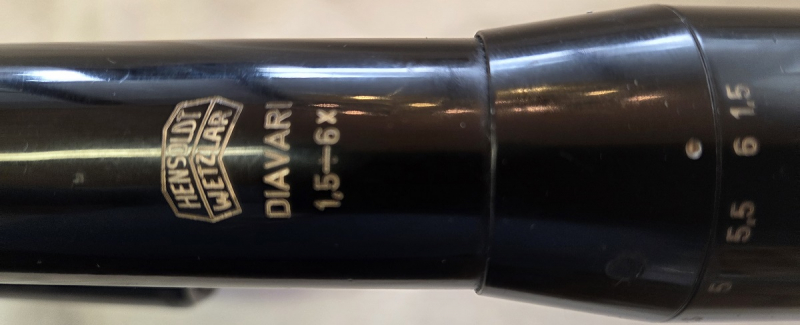 HENSOLDT
WETZLAR
DIAVARI
1,5÷6x
1,5
6
5,5
5